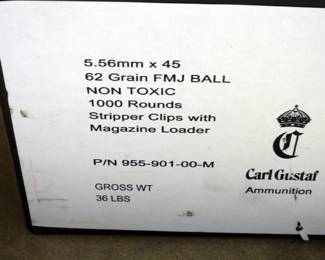 5.56mm x 45
62 Grain FMJ BALL
NON TOXIC
1000 Rounds
Stripper Clips with
Magazine Loader
P/N 955-901-00-M
GROSS WT
36 LBS
C
Carl Gustaf
Ammunition